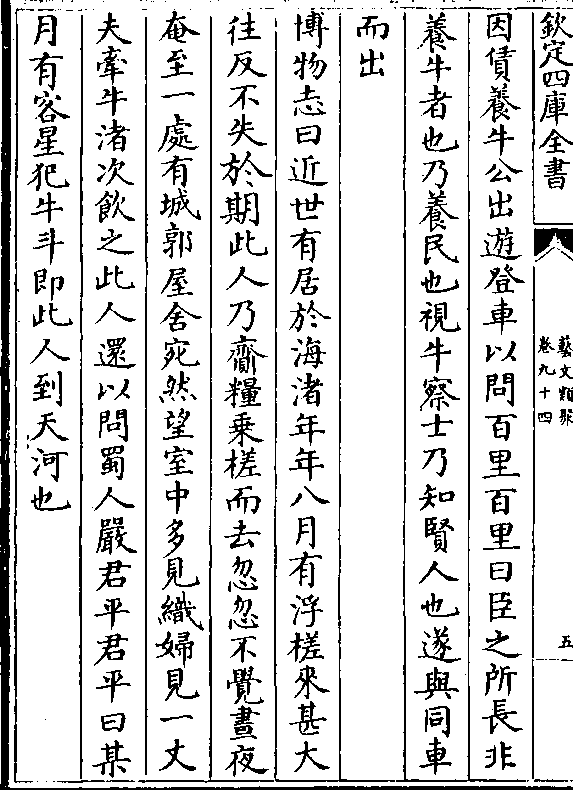 欽定四庫全書
藝文類聚
卷九十四
五
因賃養牛公出遊登車以問百里百里曰臣之所長非
養牛者也乃養民也視牛察士乃知賢人也遂與同車
而出
博物志曰近世有居於海渚年年八月有浮槎來甚大
往反不失於期此人乃齎糧乗槎而去忽忽不覺晝夜
奄至一處有城郭屋舍宛然望室中多見織婦見一丈
夫牽牛渚次飲之此人還以問蜀人嚴君平君平曰某
月有客星犯牛斗即此人到天河也